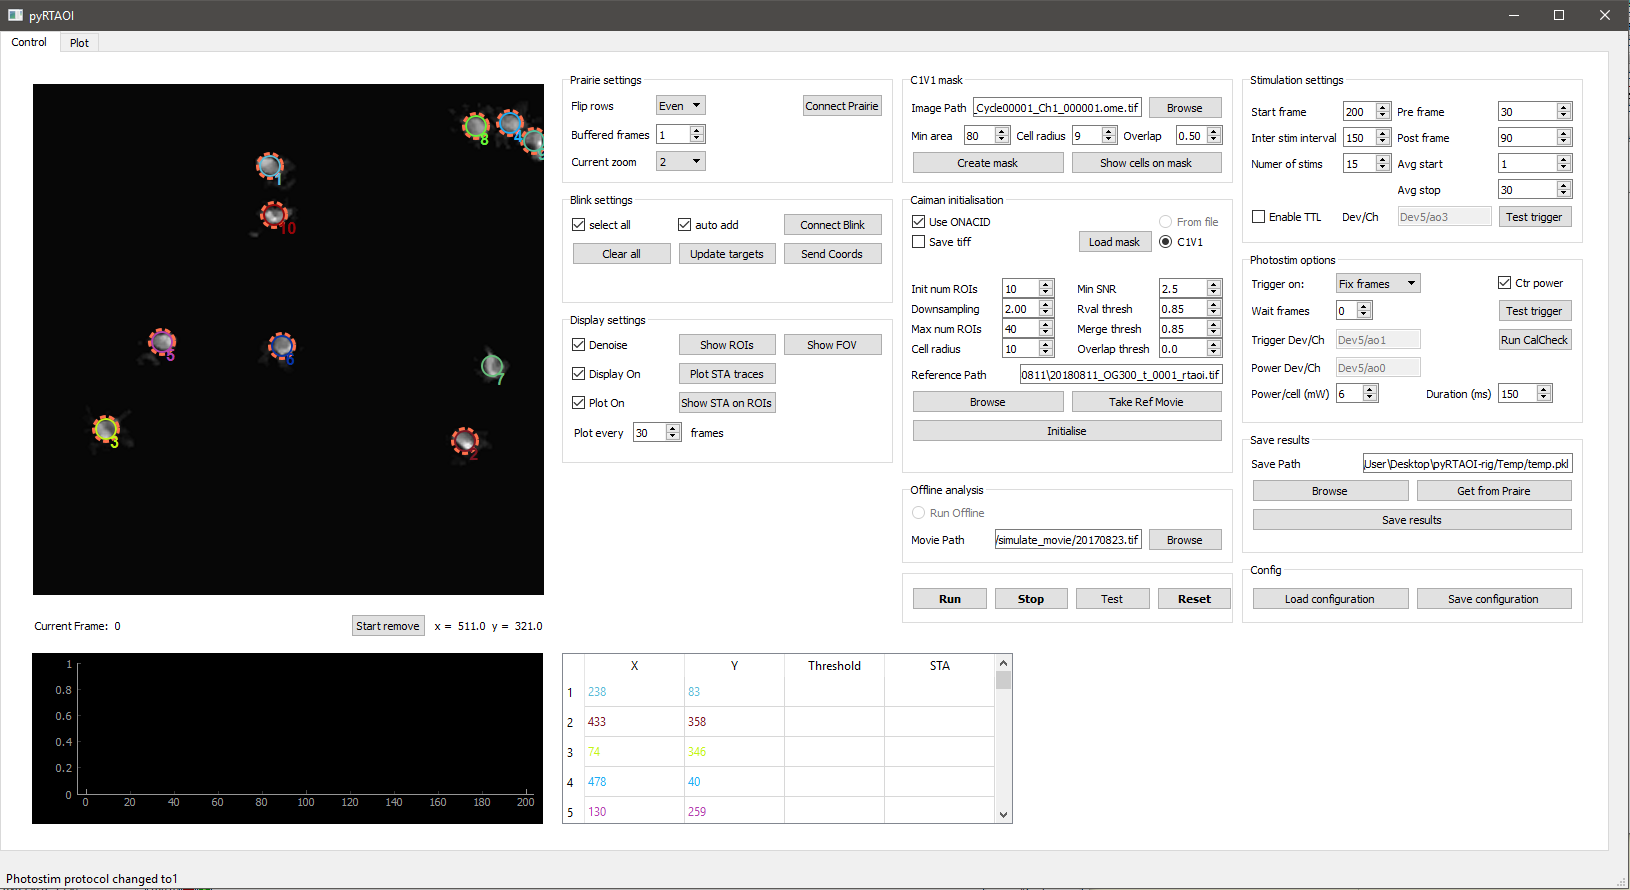 pyRTAOI
Control
Plot
8
4
9
1
10
5
6
7
3
2
Current Frame: 0
Start remove
x = 511.0 y = 321.0
1
0.8
0.6
0.4
0.2
0
0 20 40 60 80 100 120 140 160 180 200
Prairie settings
Flip rows Even Connect Prairie
Buffered frames 1
Current zoom 2
Blink settings
select all auto add Connect Blink
Clear all Update targets Send Coords
Display settings
Denoise Show ROIs Show FOV
Display On Plot STA traces
Plot On Show STA on ROIs
Plot every 30 frames
C1V1 mask
Image Path _Cycle00001_Ch1_000001.ome.tif Browse
Min area 80 Cell radius 9 Overlap 0.50
Create mask Show cells on mask
Caiman initialisation
Use ONACID From file
Save tiff Load mask C1V1
Init num ROIs 10 Min SNR 2.5
Downsampling 2.00 Rval thresh 0.85
Max num ROIs 40 Merge thresh 0.85
Cell radius 10 Overlap thresh 0.0
Reference Path 0811\20180811_OG300_t_0001_rtaoi.tif
Browse Take Ref Movie
Initialise
Offline analysis
Run Offline
Movie Path /simulate_movie/20170823.tif Browse
Run Stop Test Reset
Stimulation settings
Start frame 200 Pre frame 30
Inter stim interval 150 Post frame 90
Numer of stims 15 Avg start 1
Avg stop 30
Enable TTL Dev/Ch Dev5/ao3 Test trigger
Photostim options
Trigger on: Fix frames Ctr power
Wait frames 0 Test trigger
Trigger Dev/Ch Dev5/ao1 Run CalCheck
Power Dev/Ch Dev5/ao0
Power/cell (mW) 6 Duration (ms) 150
Save results
Save Path User\Desktop\pyRTAOI-rig/Temp/temp.pkl
Browse Get from Praire
Save results
Config
Load configuration Save configuration
X Y Threshold STA
1 238 83
2 433 358
3 74 346
4 478 40
5 130 259
Photostim protocol changed to1